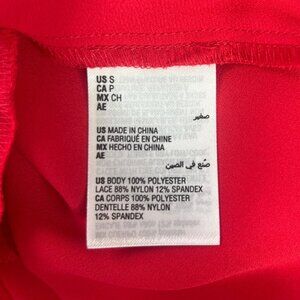 US S
CA P
MX CH
AE
صغير
US MADE IN CHINA
CA FABRIQUÉ EN CHINE
MX HECHO EN CHINA
AE
صُنع في الصين
US BODY 100% POLYESTER
LACE 88% NYLON 12% SPANDEX
CA CORPS 100% POLYESTER
DENTELLE 88% NYLON
12% SPANDEX